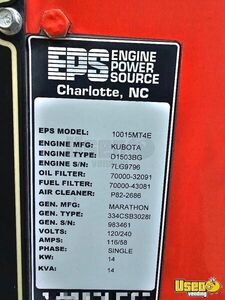 EPS ENGINE
POWER
SOURCE
Charlotte, NC
EPS MODEL: 10015MT4E
ENGINE MFG: KUBOTA
ENGINE TYPE: D1503BG
ENGINE S/N: 7LG9796
OIL FILTER: 70000-32091
FUEL FILTER: 70000-43081
AIR CLEANER: P82-2686
GEN. MFG: MARATHON
GEN. TYPE: 334CSB3028I
GEN. S/N: 983461
VOLTS: 120/240
AMPS: 116/58
PHASE: SINGLE
KW: 14
KVA: 14
Used
vending